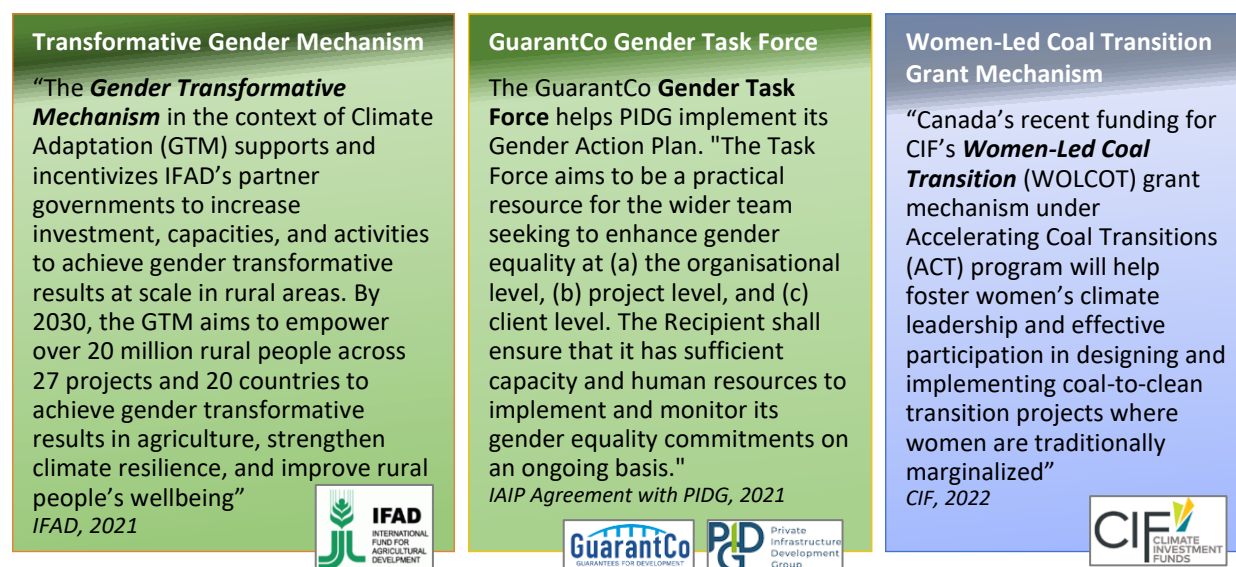 Transformative Gender Mechanism
“The Gender Transformative
Mechanism in the context of Climate
Adaptation (GTM) supports and
incentivizes IFAD’s partner
governments to increase
investment, capacities, and activities
to achieve gender transformative
results at scale in rural areas. By
2030, the GTM aims to empower
over 20 million rural people across
27 projects and 20 countries to
achieve gender transformative
results in agriculture, strengthen
climate resilience, and improve rural
people’s wellbeing”
IFAD, 2021
IFAD
INTERNATIONAL
FUND FOR
AGRICULTURAL
DEVELPMENT
GuarantCo Gender Task Force
The GuarantCo Gender Task
Force helps PIDG implement its
Gender Action Plan. "The Task
Force aims to be a practical
resource for the wider team
seeking to enhance gender
equality at (a) the organisational
level, (b) project level, and (c)
client level. The Recipient shall
ensure that it has sufficient
capacity and human resources to
implement and monitor its
gender equality commitments on
an ongoing basis."
IAIP Agreement with PIDG, 2021
GuarantCo
GUARANTEES FOR DEVELOPMENT
PIDG
Private
Infrastructure
Development
Group
Women-Led Coal Transition
Grant Mechanism
“Canada’s recent funding for
CIF’s Women-Led Coal
Transition (WOLCOT) grant
mechanism under
Accelerating Coal Transitions
(ACT) program will help
foster women’s climate
leadership and effective
participation in designing and
implementing coal-to-clean
transition projects where
women are traditionally
marginalized”
CIF, 2022
CIF
CLIMATE
INVESTMENT
FUNDS